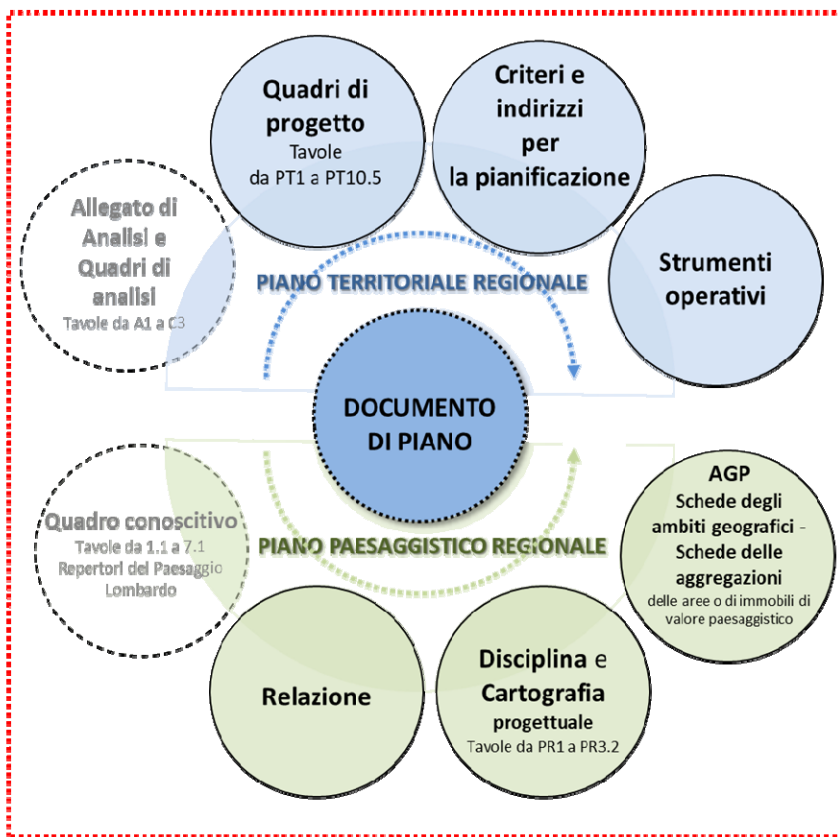 Quadri di
progetto
Tavole
da PT1 a PT10.5
Criteri e
indirizzi
per
la pianificazione
Allegato di
Analisi e
Quadri di
analisi
Tavole da A1 a C3
Strumenti
operativi
PIANO TERRITORIALE REGIONALE
DOCUMENTO
DI PIANO
PIANO PAESAGGISTICO REGIONALE
Quadro conoscitivo
Tavole da 1.1 a 7.1
Repertori del Paesaggio
Lombardo
AGP
Schede degli
ambiti geografici -
Schede delle
aggregazioni
delle aree o di immobili di
valore paesaggistico
Relazione
Disciplina e
Cartografia
progettuale
Tavole da PR1 a PR3.2